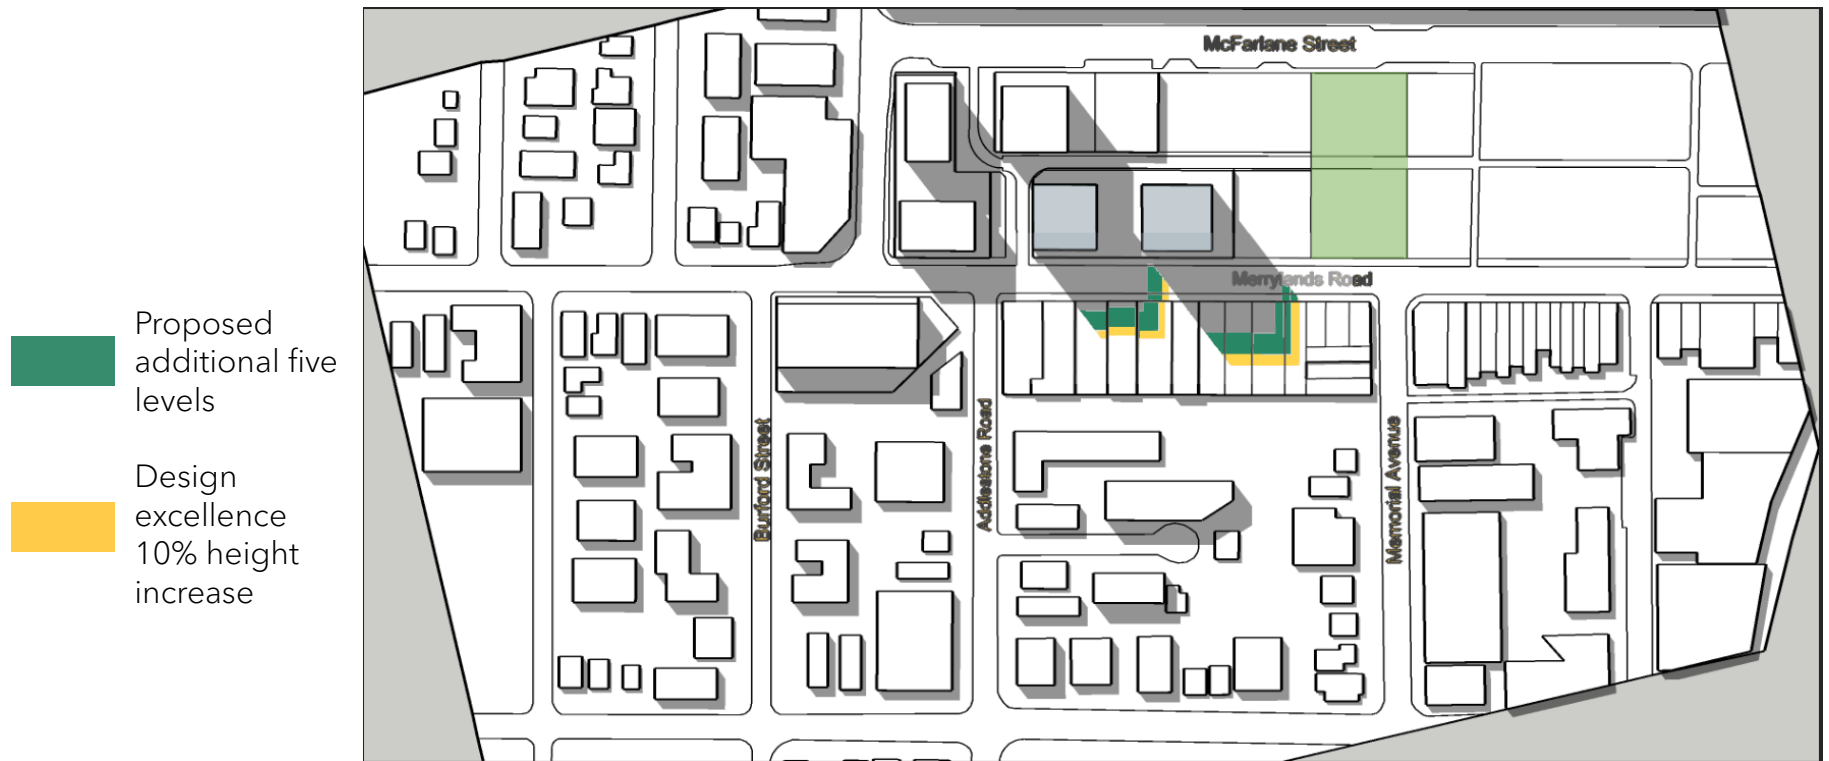 McFarlane Street
Merrylands Road
Proposed
additional five
levels
Design
excellence
10% height
increase
Burford Street
Addlestone Road
Memorial Avenue